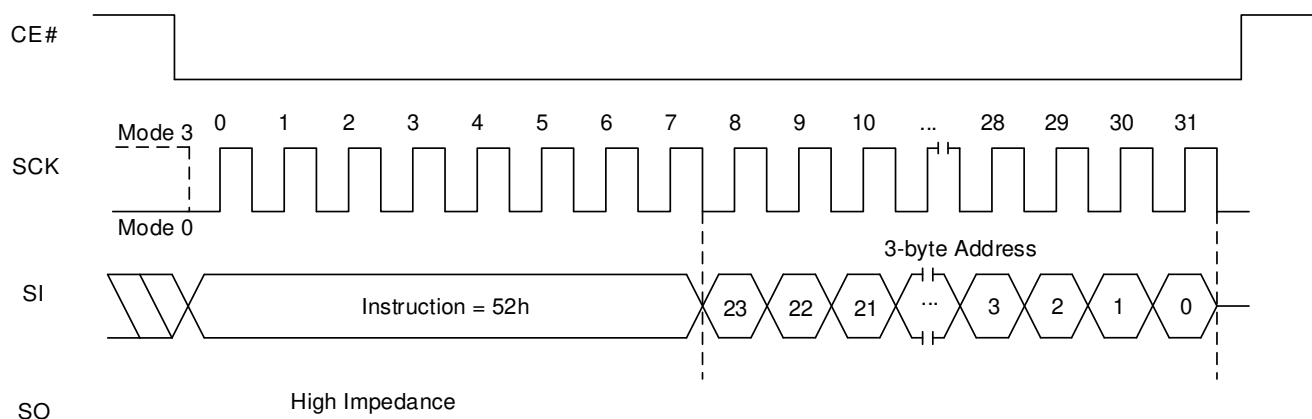 CE#
0 1 2 3 4 5 6 7 8 9 10 ... 28 29 30 31
Mode 3
SCK
Mode 0
3-byte Address
SI
Instruction = 52h 23 22 21 ... 3 2 1 0
High Impedance
SO